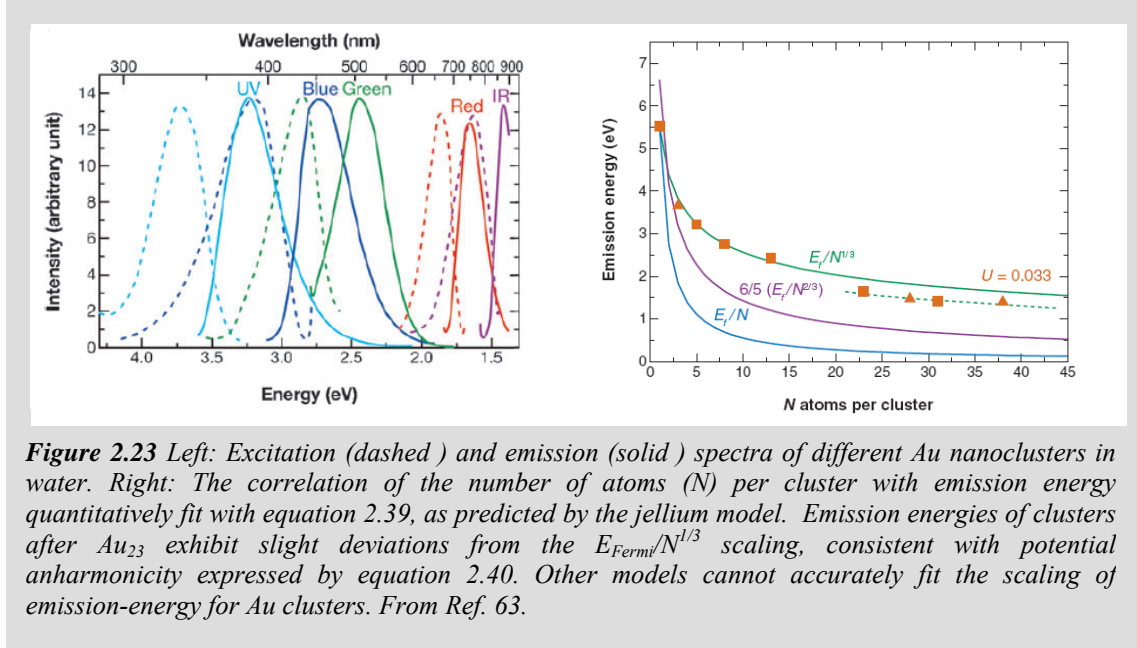 Wavelength (nm)
300 400 500 600 700 800 900
UV Blue Green Red IR
14
12
10
8
6
4
2
0
Intensity (arbitrary unit)
4.0 3.5 3.0 2.5 2.0 1.5
Energy (eV)
7
6
5
4
3
2
1
0
Emission energy (eV)
E_f/N^{1/3}
U = 0.033
6/5 (E_f/N^{2/3})
E_f/N
0 5 10 15 20 25 30 35 40 45
N atoms per cluster
Figure 2.23 Left: Excitation (dashed ) and emission (solid ) spectra of different Au nanoclusters in
water. Right: The correlation of the number of atoms (N) per cluster with emission energy
quantitatively fit with equation 2.39, as predicted by the jellium model. Emission energies of clusters
after Au₂₃ exhibit slight deviations from the E_{Fermi}/N^{1/3} scaling, consistent with potential
anharmonicity expressed by equation 2.40. Other models cannot accurately fit the scaling of
emission-energy for Au clusters. From Ref. 63.